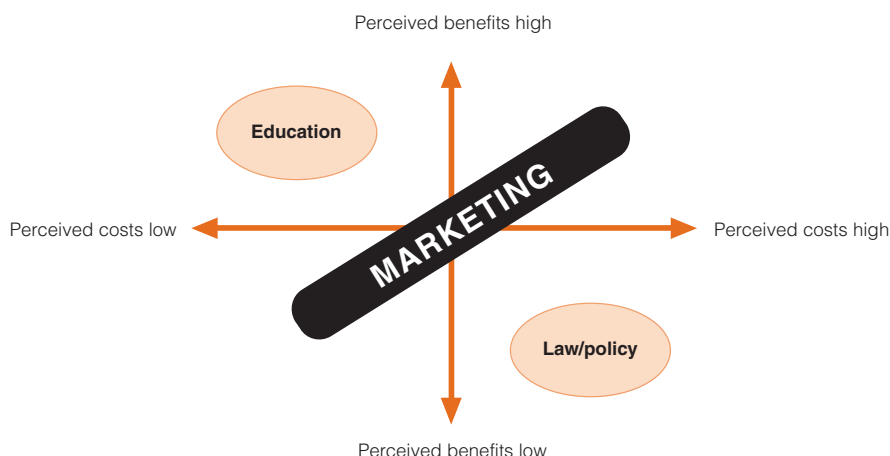 Perceived benefits high
Education
MARKETING
Perceived costs low
Perceived costs high
Law/policy
Perceived benefits low